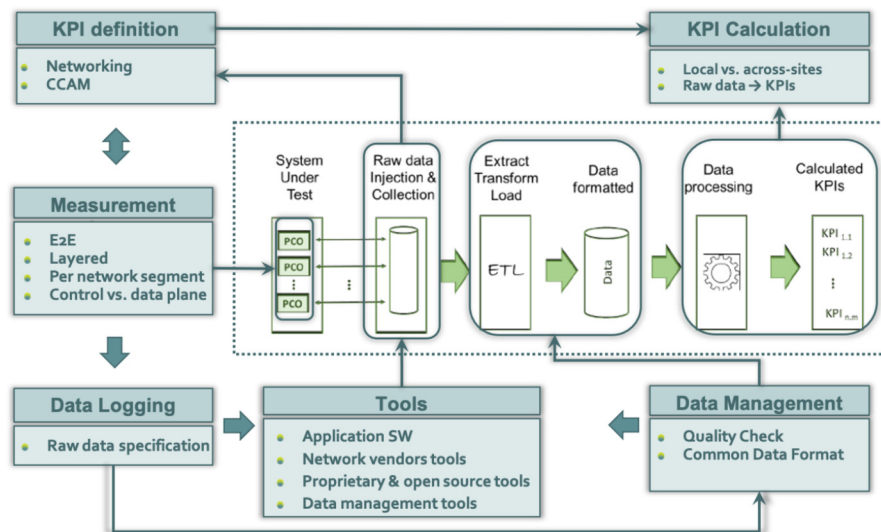 KPI definition
Networking
CCAM
KPI Calculation
Local vs. across-sites
Raw data → KPIs
Measurement
E2E
Layered
Per network segment
Control vs. data plane
System
Under
Test
PCO
PCO
⋮
PCO
⋮
Raw data
Injection &
Collection
Extract
Transform
Load
ETL
Data
formatted
Data
Data
processing
Calculated
KPIs
KPI 1.1
KPI 1.2
⋮
KPI n.m
Data Logging
Raw data specification
Tools
Application SW
Network vendors tools
Proprietary & open source tools
Data management tools
Data Management
Quality Check
Common Data Format